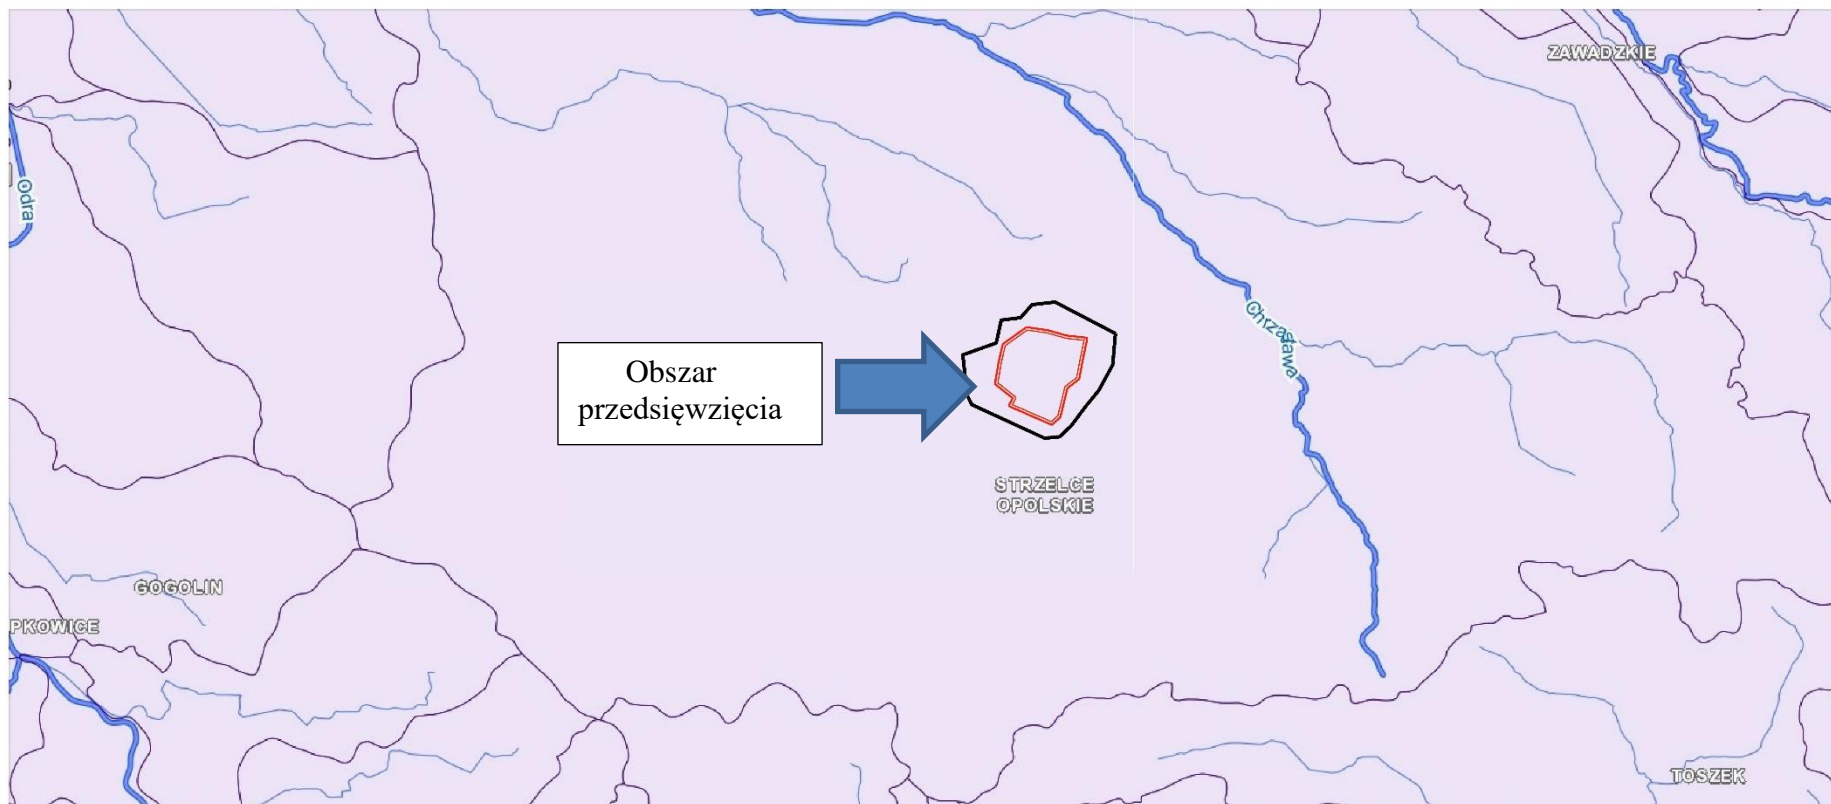 ZAWADZKIE
Odra
Chrząstawa
Obszar
przedsięwzięcia
STRZELCE
OPOLSKIE
GOGOLIN
PKOWICE
TOSZEK